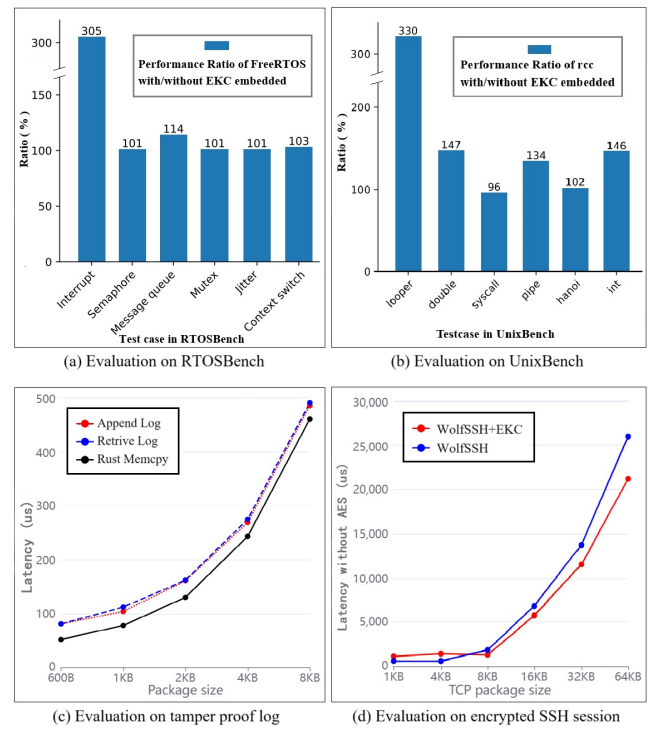 305
300
Performance Ratio of FreeRTOS
with/without EKC embedded
150
114
101
101
101
103
100
50
0
Ratio ( % )
Interrupt
Semaphore
Message queue
Mutex
Jitter
Context switch
Test case in RTOSBench
(a) Evaluation on RTOSBench
330
300
Performance Ratio of rcc
with/without EKC embedded
200
147
96
134
102
146
100
0
Ratio ( % )
looper
double
syscall
pipe
hanoi
int
Testcase in UnixBench
(b) Evaluation on UnixBench
500
400
300
200
100
0
Append Log
Retrive Log
Rust Memcpy
Latency (us)
600B
1KB
2KB
4KB
8KB
Package size
(c) Evaluation on tamper proof log
30,000
25,000
20,000
15,000
10,000
5,000
0
WolfSSH+EKC
WolfSSH
Latency without AES (us)
1KB
4KB
8KB
16KB
32KB
64KB
TCP package size
(d) Evaluation on encrypted SSH session